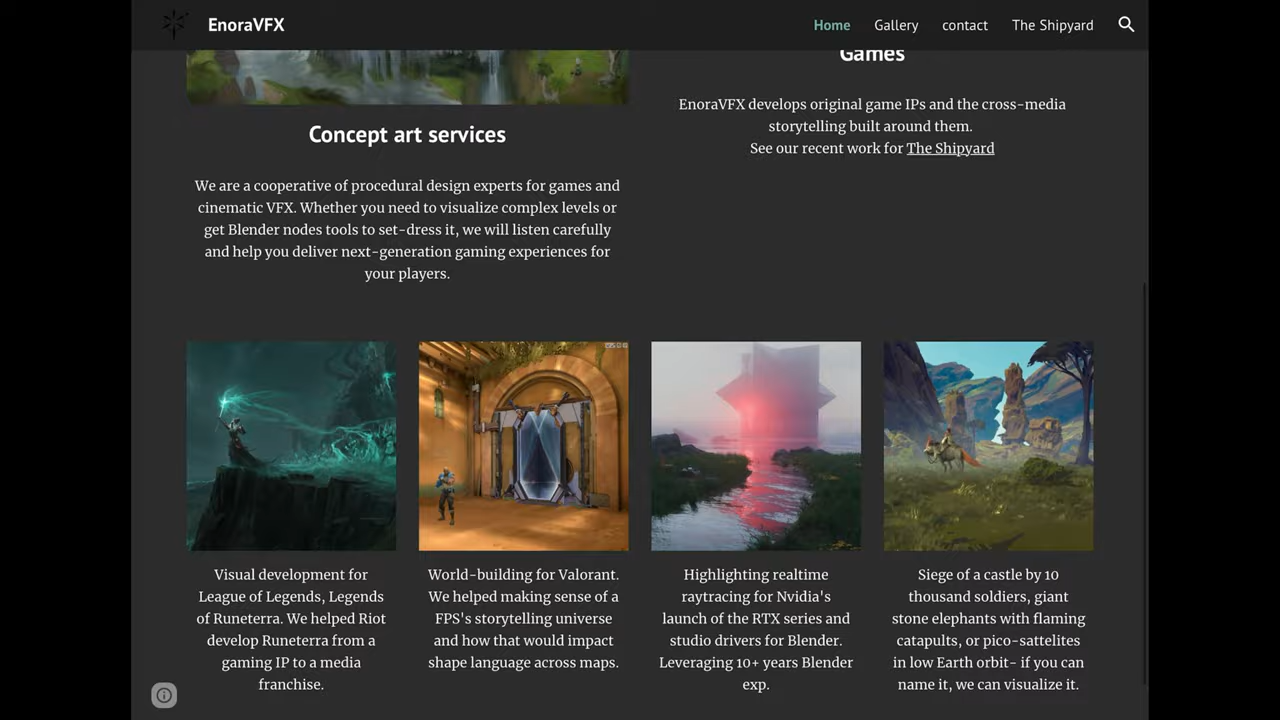 EnoraVFX
Home
Gallery
contact
The Shipyard
Concept art services
We are a cooperative of procedural design experts for games and
cinematic VFX. Whether you need to visualize complex levels or
get Blender nodes tools to set-dress it, we will listen carefully
and help you deliver next-generation gaming experiences for
your players.
Games
EnoraVFX develops original game IPs and the cross-media
storytelling built around them.
See our recent work for The Shipyard
Visual development for
League of Legends, Legends
of Runeterra. We helped Riot
develop Runeterra from a
gaming IP to a media
franchise.
World-building for Valorant.
We helped making sense of a
FPS's storytelling universe
and how that would impact
shape language across maps.
Highlighting realtime
raytracing for Nvidia's
launch of the RTX series and
studio drivers for Blender.
Leveraging 10+ years Blender
exp.
Siege of a castle by 10
thousand soldiers, giant
stone elephants with flaming
catapults, or pico-sattelites
in low Earth orbit- if you can
name it, we can visualize it.